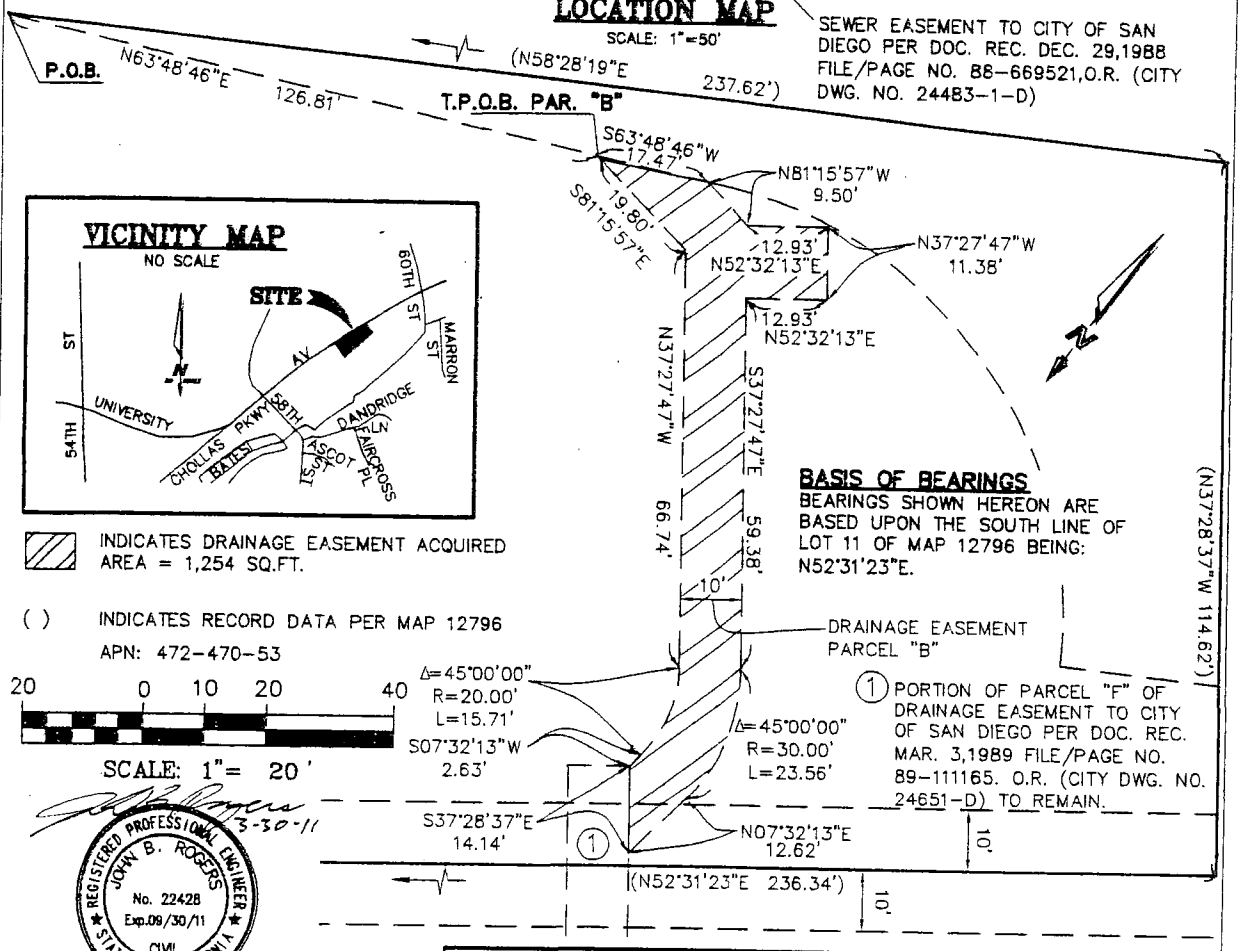 LOCATION MAP
SCALE: 1"=50'
SEWER EASEMENT TO CITY OF SAN
DIEGO PER DOC. REC. DEC. 29,1988
FILE/PAGE NO. 88-669521,O.R. (CITY
DWG. NO. 24483-1-D)
P.O.B.
N63°48'46"E
126.81'
(N58°28'19"E
237.62')
T.P.O.B. PAR. "B"
S63°48'46"W
17.47'
N81°15'57"W
9.50'
19.80'
S81°15'57"E
12.93'
N52°32'13"E
N37°27'47"W
11.38'
12.93'
N52°32'13"E
VICINITY MAP
NO SCALE
SITE
60TH
ST
MARRON
ST
ST
54TH
AV
N
UNIVERSITY
CHOLLAS PKWY
58TH
ST
DANDRIDGE
LN
BATES
ASCOT PL
FAIRCROSS
N37°27'47"W
66.74'
S37°27'47"E
59.38'
N
BASIS OF BEARINGS
BEARINGS SHOWN HEREON ARE
BASED UPON THE SOUTH LINE OF
LOT 11 OF MAP 12796 BEING:
N52°31'23"E.
(N37°28'37"W 114.62')
INDICATES DRAINAGE EASEMENT ACQUIRED
AREA = 1,254 SQ.FT.
( ) INDICATES RECORD DATA PER MAP 12796
APN: 472-470-53
10'
DRAINAGE EASEMENT
PARCEL "B"
20 0 10 20 40
SCALE: 1"= 20'
Δ=45°00'00"
R=20.00'
L=15.71'
S07°32'13"W
2.63'
Δ=45°00'00"
R=30.00'
L=23.56'
1 PORTION OF PARCEL "F" OF
DRAINAGE EASEMENT TO CITY
OF SAN DIEGO PER DOC. REC.
MAR. 3,1989 FILE/PAGE NO.
89-111165. O.R. (CITY DWG. NO.
24651-D) TO REMAIN.
S37°28'37"E
14.14'
1
N07°32'13"E
12.62'
10'
(N52°31'23"E 236.34')
10'
3-30-11
REGISTERED PROFESSIONAL ENGINEER
JOHN B. ROGERS
No. 22428
Exp.09/30/11
CIVIL